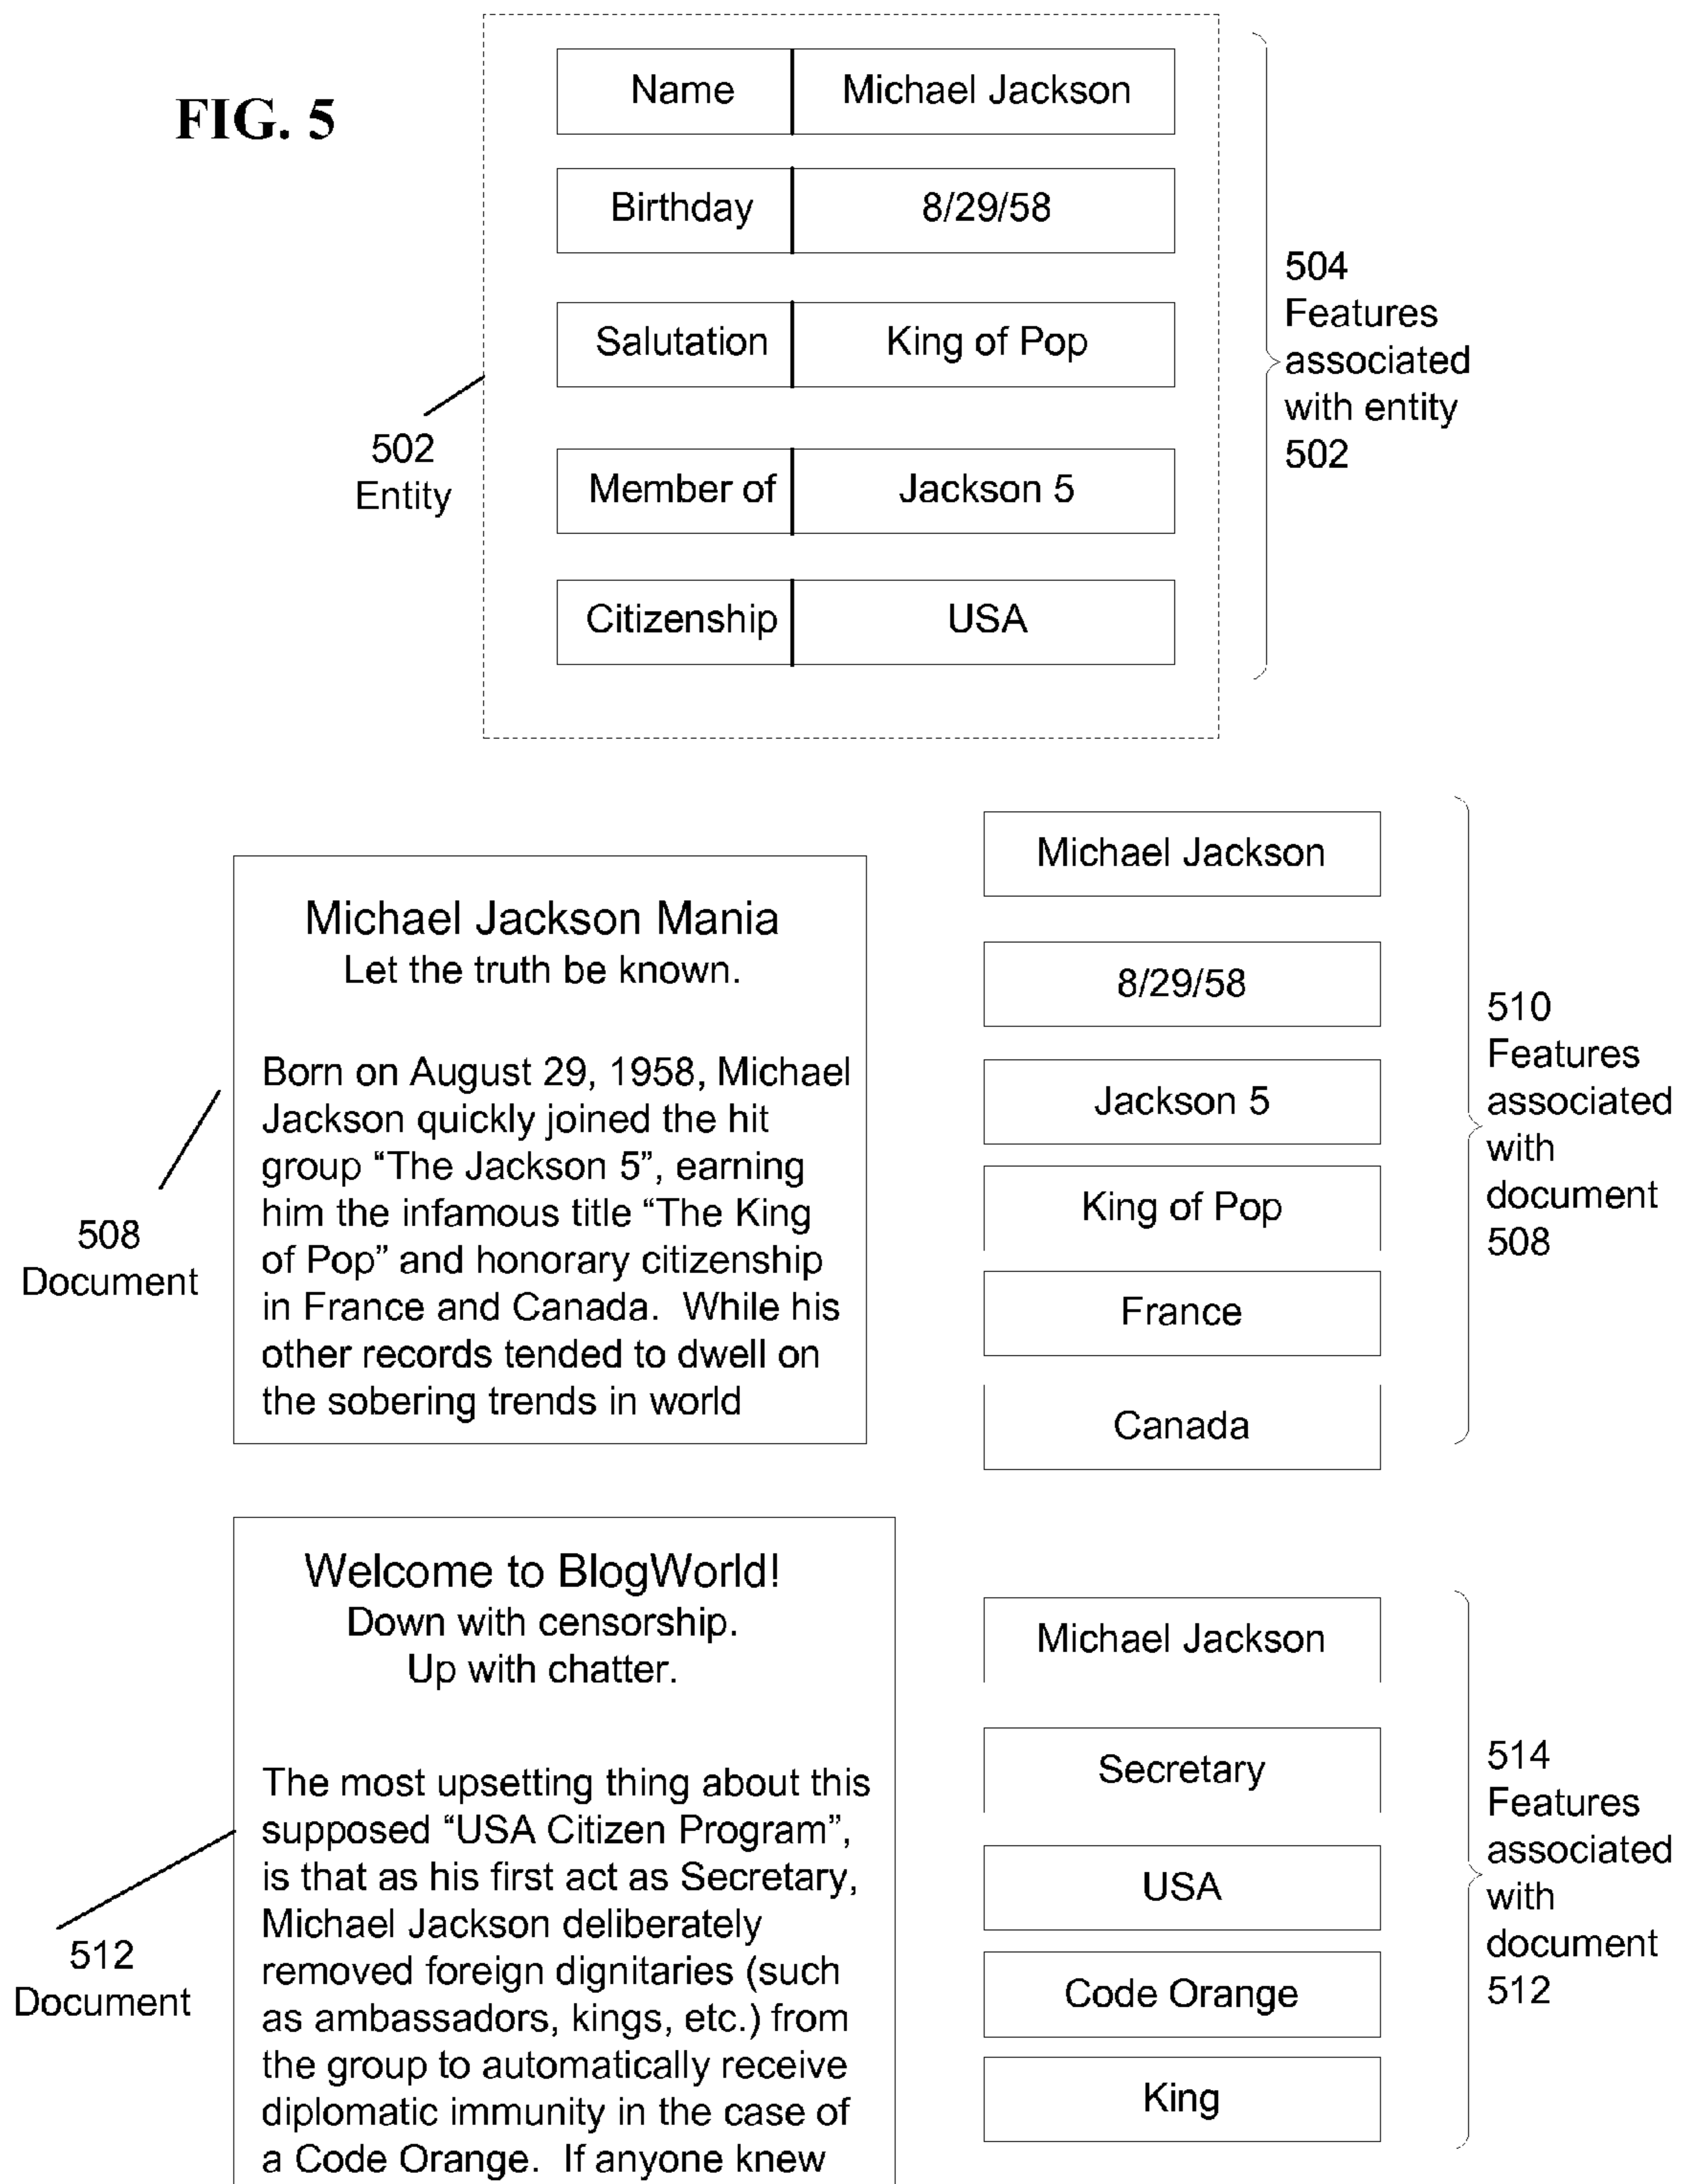 FIG. 5
Name Michael Jackson
Birthday 8/29/58
Salutation King of Pop
Member of Jackson 5
Citizenship USA
502
Entity
504
Features
associated
with entity
502
Michael Jackson Mania
Let the truth be known.
Born on August 29, 1958, Michael
Jackson quickly joined the hit
group “The Jackson 5”, earning
him the infamous title “The King
of Pop” and honorary citizenship
in France and Canada.  While his
other records tended to dwell on
the sobering trends in world
508
Document
Michael Jackson
8/29/58
Jackson 5
King of Pop
France
Canada
510
Features
associated
with
document
508
Welcome to BlogWorld!
Down with censorship.
Up with chatter.
The most upsetting thing about this
supposed “USA Citizen Program”,
is that as his first act as Secretary,
Michael Jackson deliberately
removed foreign dignitaries (such
as ambassadors, kings, etc.) from
the group to automatically receive
diplomatic immunity in the case of
a Code Orange.  If anyone knew
512
Document
Michael Jackson
Secretary
USA
Code Orange
King
514
Features
associated
with
document
512